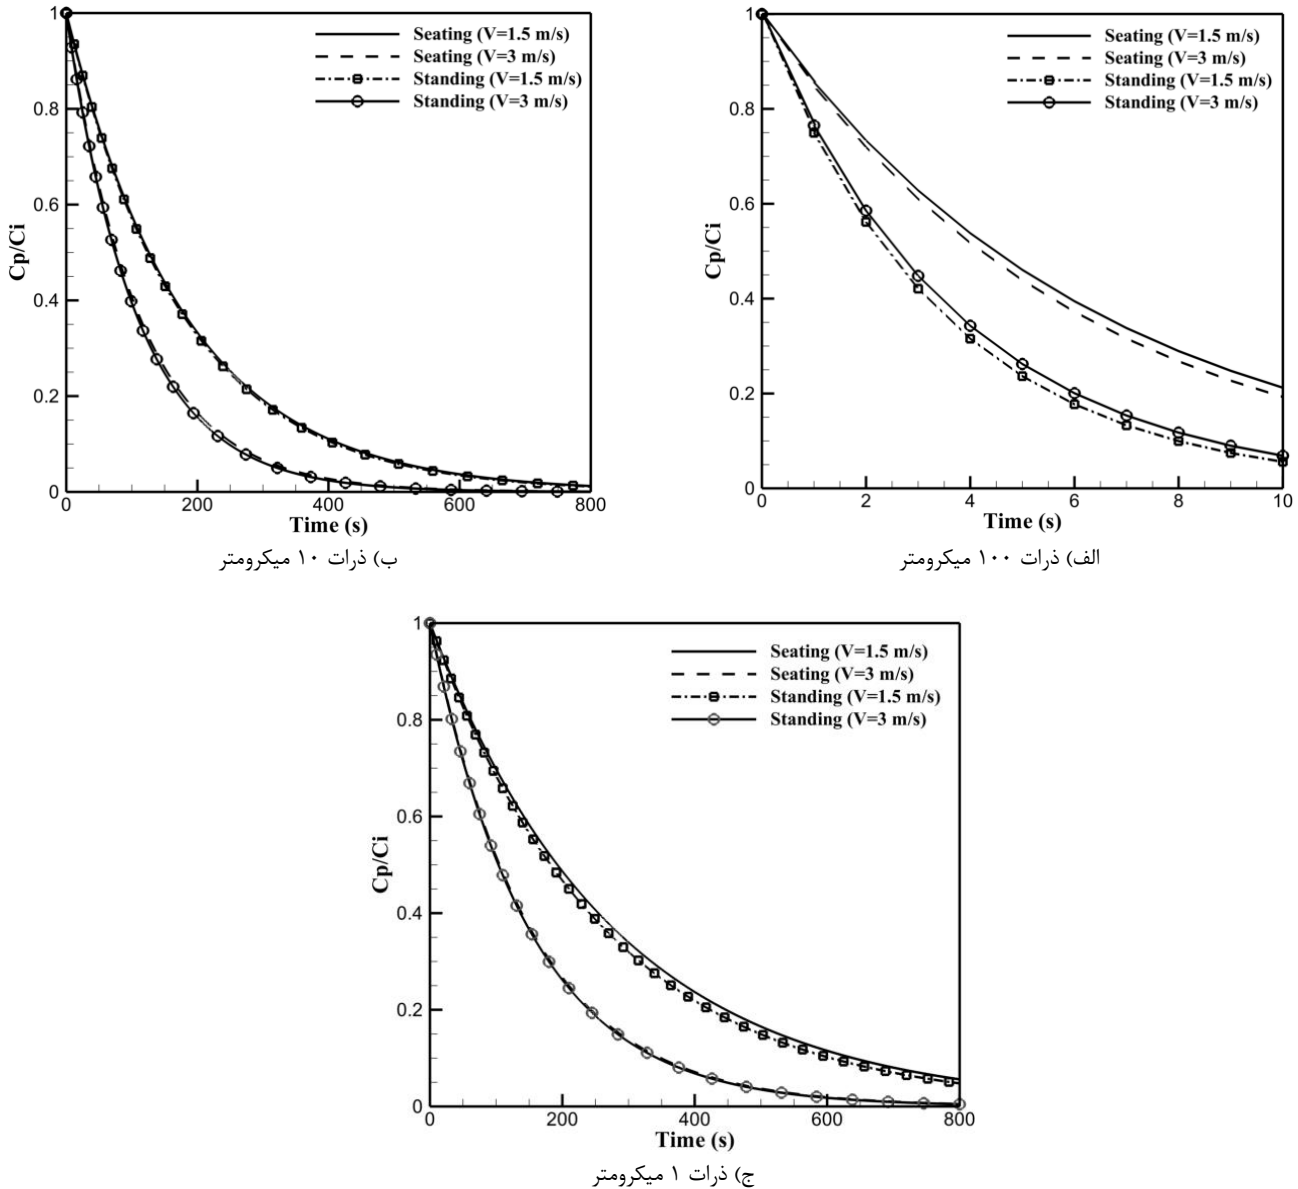 1
0.8
0.6
0.4
0.2
0
Cp/Ci
Seating (V=1.5 m/s)
Seating (V=3 m/s)
Standing (V=1.5 m/s)
Standing (V=3 m/s)
0 200 400 600 800
Time (s)
ب) ذرات ۱۰ میکرومتر
1
0.8
0.6
0.4
0.2
0
Cp/Ci
Seating (V=1.5 m/s)
Seating (V=3 m/s)
Standing (V=1.5 m/s)
Standing (V=3 m/s)
0 2 4 6 8 10
Time (s)
الف) ذرات ۱۰۰ میکرومتر
1
0.8
0.6
0.4
0.2
0
Cp/Ci
Seating (V=1.5 m/s)
Seating (V=3 m/s)
Standing (V=1.5 m/s)
Standing (V=3 m/s)
0 200 400 600 800
Time (s)
ج) ذرات ۱ میکرومتر